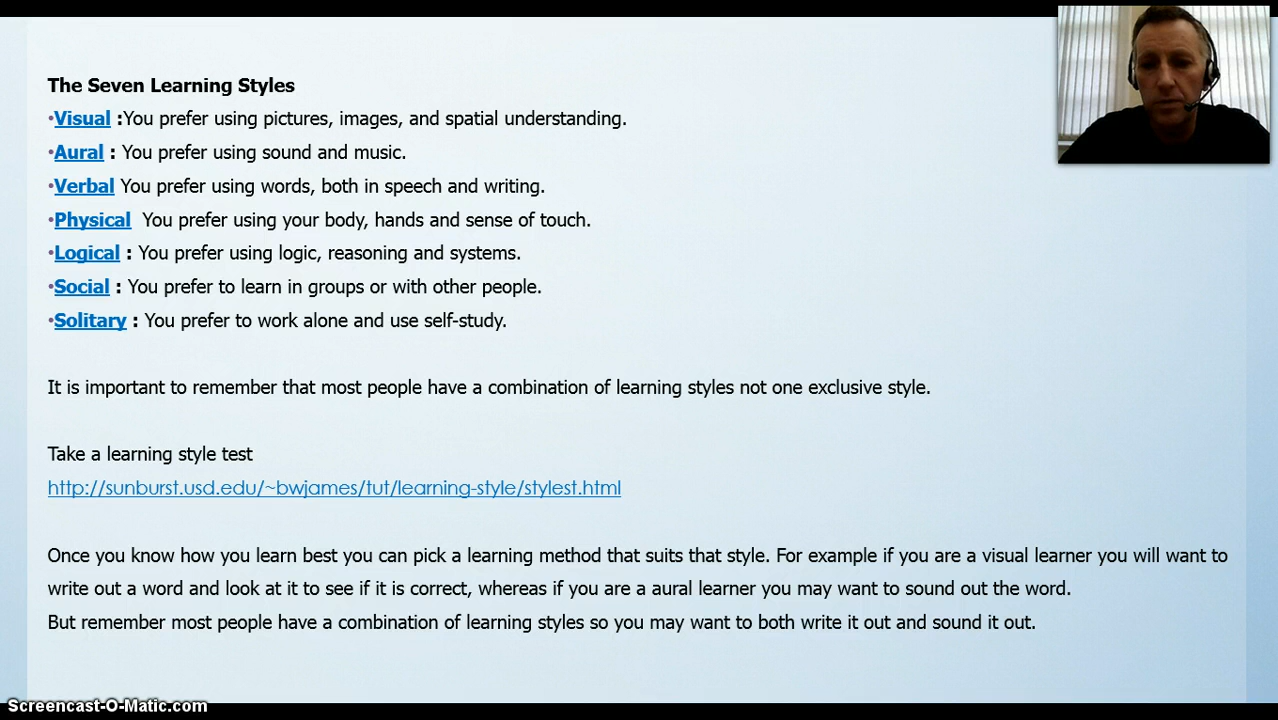 The Seven Learning Styles
•Visual :You prefer using pictures, images, and spatial understanding.
•Aural : You prefer using sound and music.
•Verbal You prefer using words, both in speech and writing.
•Physical You prefer using your body, hands and sense of touch.
•Logical : You prefer using logic, reasoning and systems.
•Social : You prefer to learn in groups or with other people.
•Solitary : You prefer to work alone and use self-study.
It is important to remember that most people have a combination of learning styles not one exclusive style.
Take a learning style test
http://sunburst.usd.edu/~bwjames/tut/learning-style/stylest.html
Once you know how you learn best you can pick a learning method that suits that style. For example if you are a visual learner you will want to
write out a word and look at it to see if it is correct, whereas if you are a aural learner you may want to sound out the word.
But remember most people have a combination of learning styles so you may want to both write it out and sound it out.
Screencast-O-Matic.com